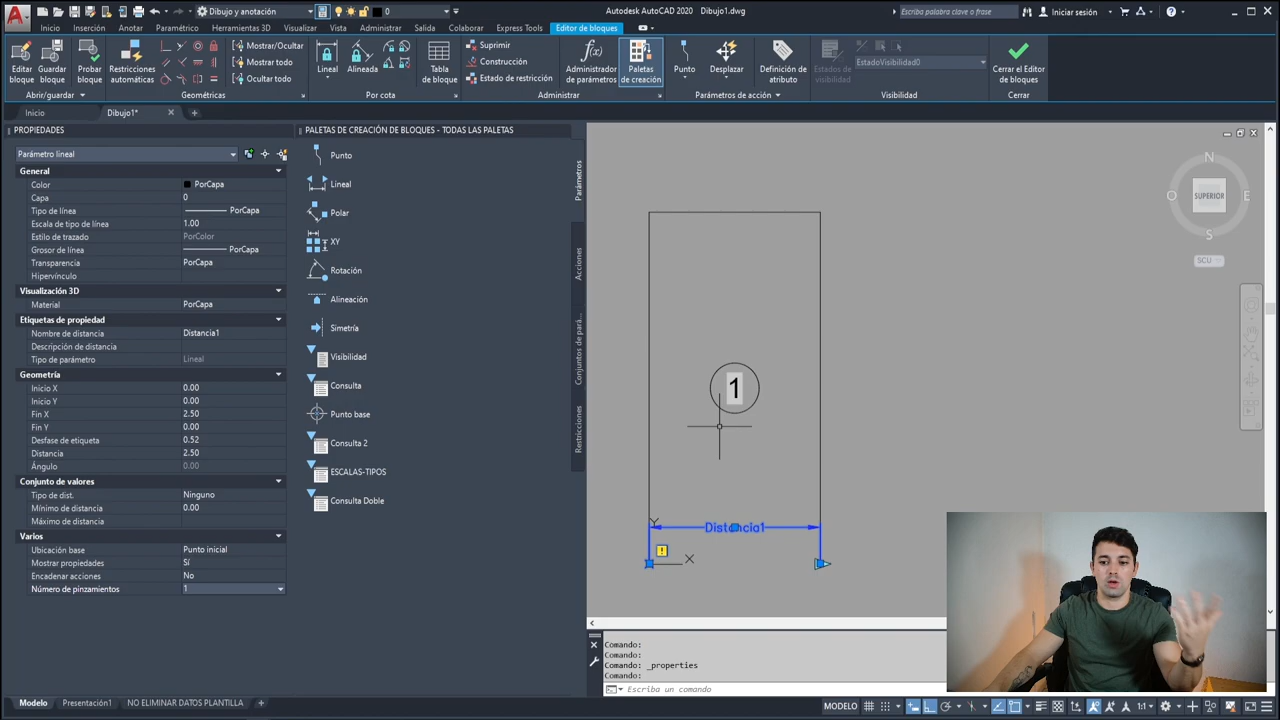 Dibujo y anotación
0
Autodesk AutoCAD 2020 Dibujo1.dwg
Escriba palabra clave o frase
Iniciar sesión
Inicio Inserción Anotar Paramétrico Herramientas 3D Visualizar Vista Administrar Salida Colaborar Express Tools Editor de bloques
Editar bloque
Guardar bloque
Probar bloque
Restricciones automáticas
Mostrar/Ocultar
Mostrar todo
Ocultar todo
Lineal
Alineada
Tabla de bloque
Suprimir
Construcción
Estado de restricción
Administrador de parámetros
Paletas de creación
Punto
Desplazar
Definición de atributo
Estados de visibilidad
EstadoVisibilidad0
Cerrar el Editor de bloques
Abrir/guardar
Geométricas
Por cota
Administrar
Parámetros de acción
Visibilidad
Cerrar
Inicio
Dibujo1*
PROPIEDADES
Parámetro lineal
General
Color PorCapa
Capa 0
Tipo de línea PorCapa
Escala de tipo de línea 1.00
Estilo de trazado PorColor
Grosor de línea PorCapa
Transparencia PorCapa
Hipervínculo
Visualización 3D
Material PorCapa
Etiquetas de propiedad
Nombre de distancia Distancia1
Descripción de distancia
Tipo de parámetro Lineal
Geometría
Inicio X 0.00
Inicio Y 0.00
Fin X 2.50
Fin Y 0.00
Desfase de etiqueta 0.52
Distancia 2.50
Ángulo 0.00
Conjunto de valores
Tipo de dist. Ninguno
Mínimo de distancia 0.00
Máximo de distancia
Varios
Ubicación base Punto inicial
Mostrar propiedades Sí
Encadenar acciones No
Número de pinzamientos 1
PALETAS DE CREACIÓN DE BLOQUES - TODAS LAS PALETAS
Punto
Lineal
Polar
XY
Rotación
Alineación
Simetría
Visibilidad
Consulta
Punto base
Consulta 2
ESCALAS-TIPOS
Consulta Doble
Parámetros
Acciones
Conjuntos de pará...
Restricciones
1
Distancia1
Y
X
!
N
O
SUPERIOR
E
S
SCU
Comando:
Comando:
Comando: _properties
Escriba un comando
Modelo Presentación1 NO ELIMINAR DATOS PLANTILLA
MODELO
1:1